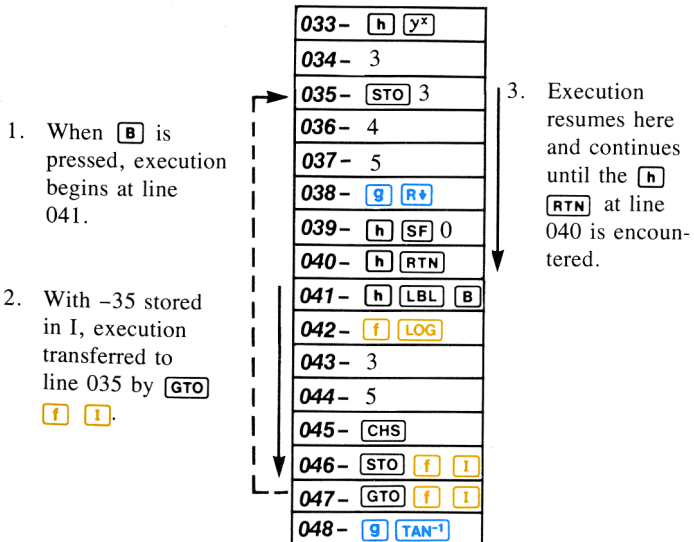 1. When B is
pressed, execution
begins at line
041.
2. With –35 stored
in I, execution
transferred to
line 035 by GTO
f I.
033– h yˣ
034– 3
035– STO 3
036– 4
037– 5
038– g R↓
039– h SF 0
040– h RTN
041– h LBL B
042– f LOG
043– 3
044– 5
045– CHS
046– STO f I
047– GTO f I
048– g TAN⁻¹
3. Execution
resumes here
and continues
until the h
RTN at line
040 is encoun-
tered.